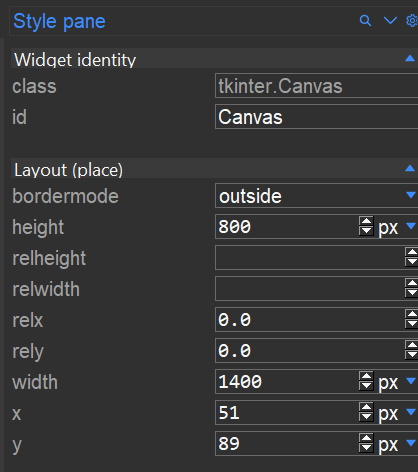 Style pane
Widget identity
class tkinter.Canvas
id Canvas
Layout (place)
bordermode outside
height 800 px
relheight
relwidth
relx 0.0
rely 0.0
width 1400 px
x 51 px
y 89 px